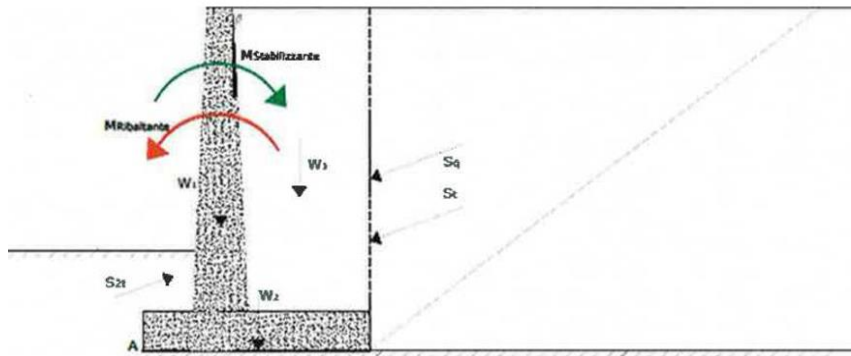 MStabilizzante
MRibaltante
W3
Sq
W1
St
S2t
W2
A